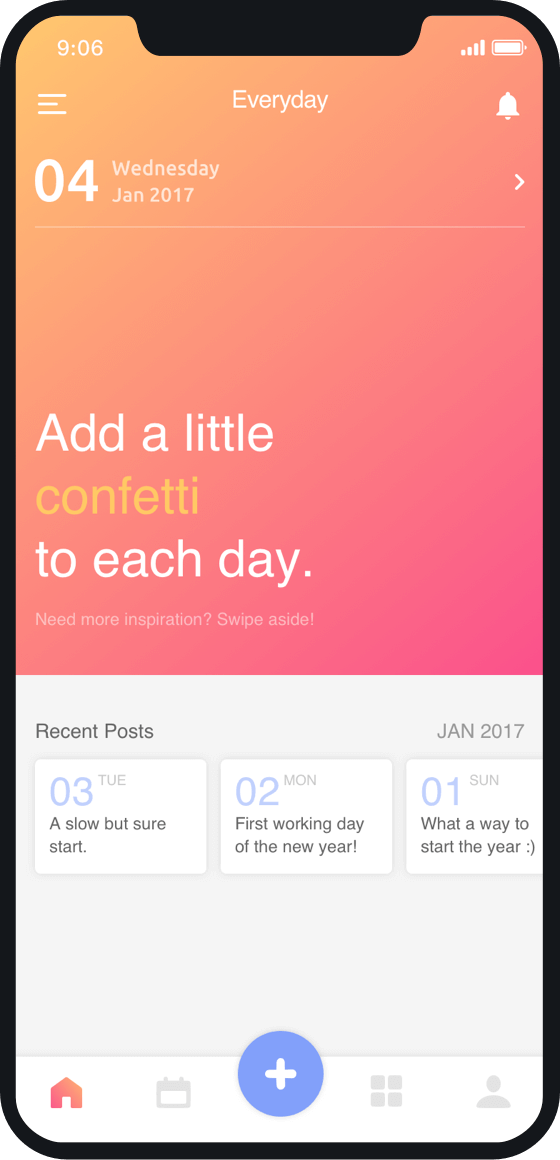 9:06
Everyday
04
Wednesday
Jan 2017
Add a little
confetti
to each day.
Need more inspiration? Swipe aside!
Recent Posts
JAN 2017
03 TUE
A slow but sure
start.
02 MON
First working day
of the new year!
01 SUN
What a way to
start the year :)